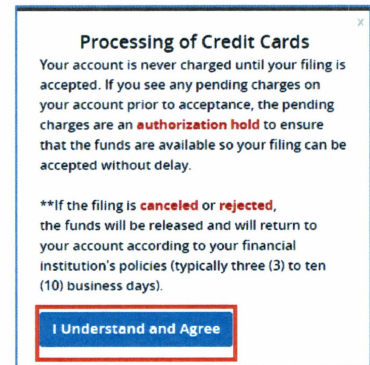 x
Processing of Credit Cards
Your account is never charged until your filing is
accepted. If you see any pending charges on
your account prior to acceptance, the pending
charges are an authorization hold to ensure
that the funds are available so your filing can be
accepted without delay.
**If the filing is canceled or rejected,
the funds will be released and will return to
your account according to your financial
institution's policies (typically three (3) to ten
(10) business days).
I Understand and Agree